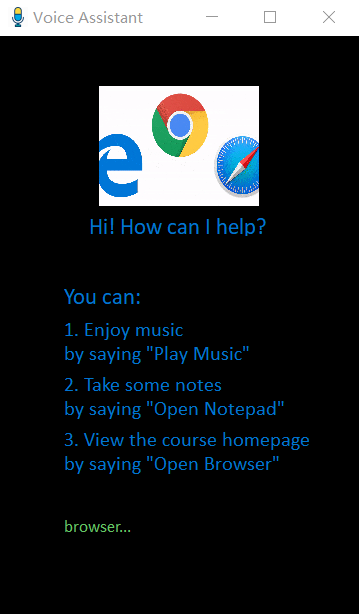 Voice Assistant
Hi! How can I help?
You can:
1. Enjoy music
by saying "Play Music"
2. Take some notes
by saying "Open Notepad"
3. View the course homepage
by saying "Open Browser"
browser...